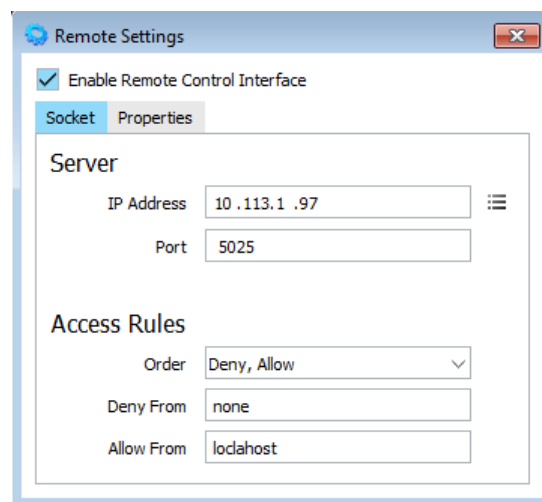 Remote Settings
Enable Remote Control Interface
Socket Properties
Server
IP Address 10 .113.1 .97
Port 5025
Access Rules
Order Deny, Allow
Deny From none
Allow From loclahost